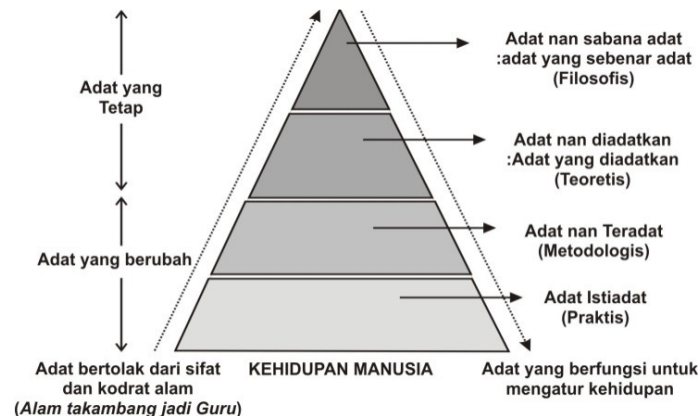 Adat yang
Tetap
Adat yang berubah
Adat nan sabana adat
:adat yang sebenar adat
(Filosofis)
Adat nan diadatkan
:Adat yang diadatkan
(Teoretis)
Adat nan Teradat
(Metodologis)
Adat Istiadat
(Praktis)
Adat bertolak dari sifat
dan kodrat alam
(Alam takambang jadi Guru)
KEHIDUPAN MANUSIA
Adat yang berfungsi untuk
mengatur kehidupan